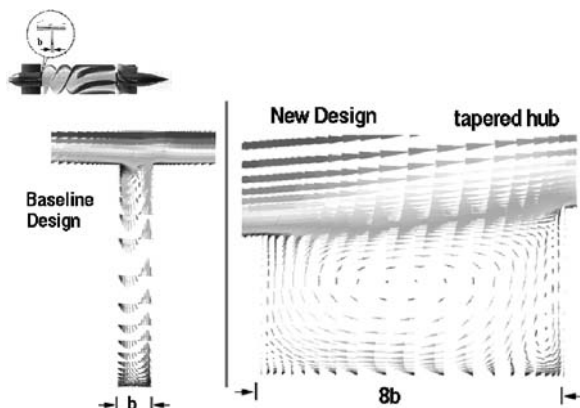 b
New Design
tapered hub
Baseline
Design
b
8b